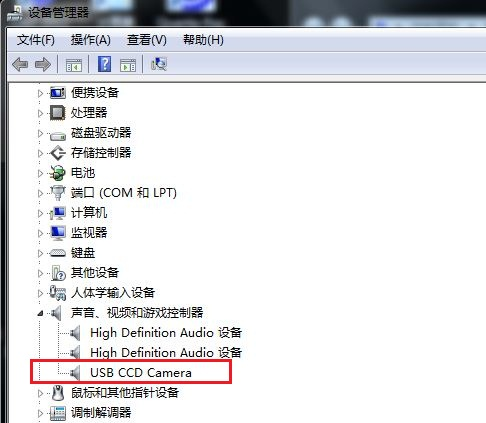 设备管理器
文件(F) 操作(A) 查看(V) 帮助(H)
便携设备
处理器
磁盘驱动器
存储控制器
电池
端口 (COM 和 LPT)
计算机
监视器
键盘
其他设备
人体学输入设备
声音、视频和游戏控制器
High Definition Audio 设备
High Definition Audio 设备
USB CCD Camera
鼠标和其他指针设备
调制解调器